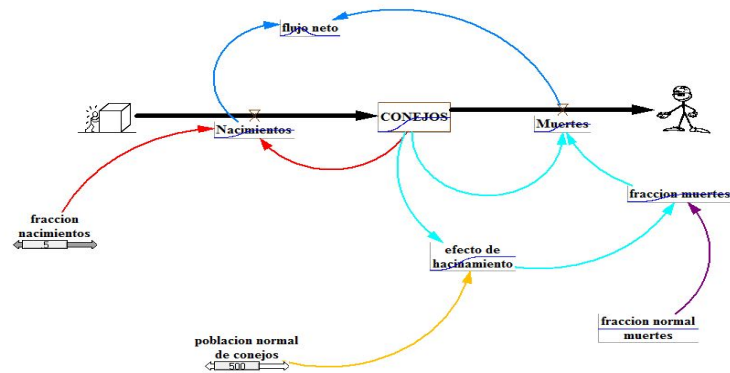 flujo neto
Nacimientos
CONEJOS
Muertes
fraccion muertes
fraccion
nacimientos
5
efecto de
hacinamiento
poblacion normal
de conejos
500
fraccion normal
muertes